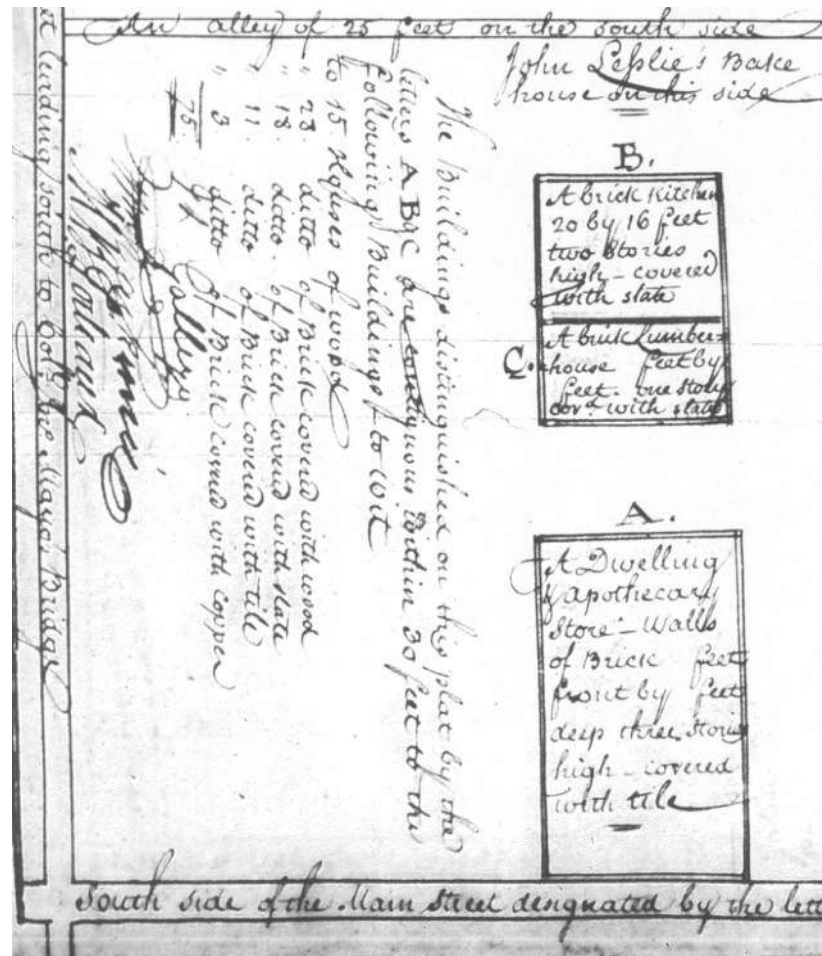 An alley of 25 feet on the south side
John Leslie's Bake
house on this side
B.
A brick Kitchen
20 by 16 feet
two Stories
high - covered
with slate
C.
A brick Lumber=
house feet by
feet. one story
cov.d with slate
A.
A Dwelling
& Apothecary
Store - Walls
of Brick feet
front by feet
deep three Stories
high - covered
with tile
The Buildings distinguished on this plat by the
letters A B & C are contiguous within 30 feet to the
following Buildings to wit
to 15 Houses of wood
" 28. ditto of Brick covered with wood
" 18. ditto. of Brick covered with slate
" 11. ditto of Brick covered with tile
" 3 ditto of Brick covered with copper
75
leading south to Col.o Mayo's Bridge
South side of the Main street designated by the lett